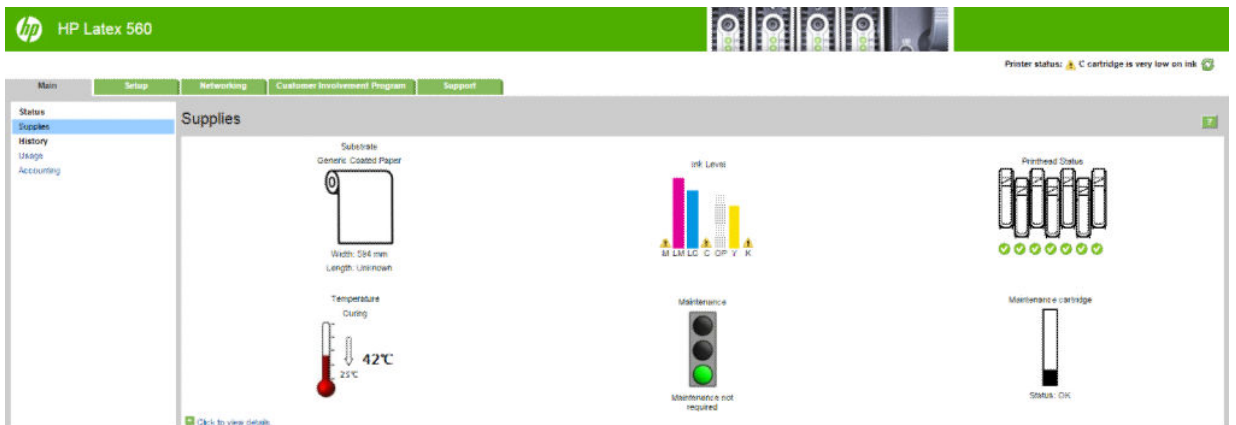 hp HP Latex 560
Printer status: C cartridge is very low on ink
Main Setup Networking Customer Involvement Program Support
Status
Supplies
History
Usage
Accounting
Supplies
?
Substrate
Generic Coated Paper
Width: 594 mm
Length: Unknown
Ink Level
M LM LC C OP Y K
Printhead Status
Temperature
Curing
42°C
25°C
Maintenance
Maintenance not
required
Maintenance cartridge
Status: OK
Click to view details